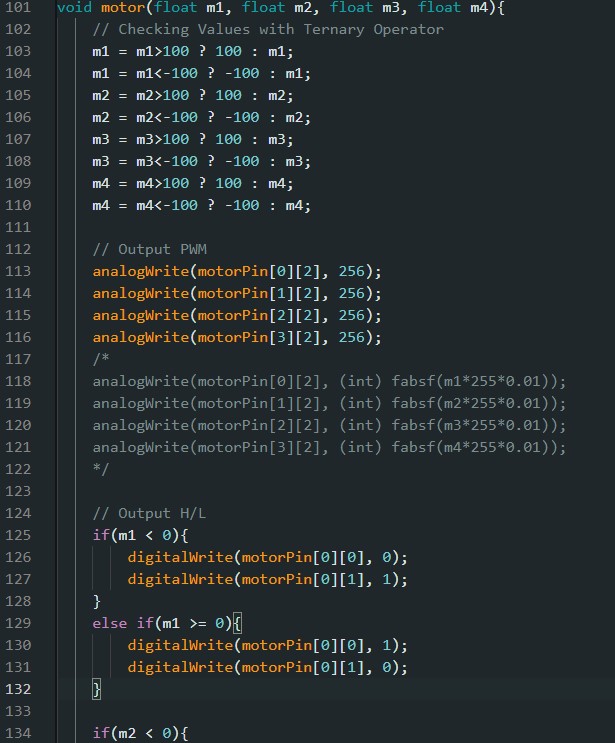 101 void motor(float m1, float m2, float m3, float m4){
102 // Checking Values with Ternary Operator
103 m1 = m1>100 ? 100 : m1;
104 m1 = m1<-100 ? -100 : m1;
105 m2 = m2>100 ? 100 : m2;
106 m2 = m2<-100 ? -100 : m2;
107 m3 = m3>100 ? 100 : m3;
108 m3 = m3<-100 ? -100 : m3;
109 m4 = m4>100 ? 100 : m4;
110 m4 = m4<-100 ? -100 : m4;
111
112 // Output PWM
113 analogWrite(motorPin[0][2], 256);
114 analogWrite(motorPin[1][2], 256);
115 analogWrite(motorPin[2][2], 256);
116 analogWrite(motorPin[3][2], 256);
117 /*
118 analogWrite(motorPin[0][2], (int) fabsf(m1*255*0.01));
119 analogWrite(motorPin[1][2], (int) fabsf(m2*255*0.01));
120 analogWrite(motorPin[2][2], (int) fabsf(m3*255*0.01));
121 analogWrite(motorPin[3][2], (int) fabsf(m4*255*0.01));
122 */
123
124 // Output H/L
125 if(m1 < 0){
126 digitalWrite(motorPin[0][0], 0);
127 digitalWrite(motorPin[0][1], 1);
128 }
129 else if(m1 >= 0){
130 digitalWrite(motorPin[0][0], 1);
131 digitalWrite(motorPin[0][1], 0);
132 }
133
134 if(m2 < 0){